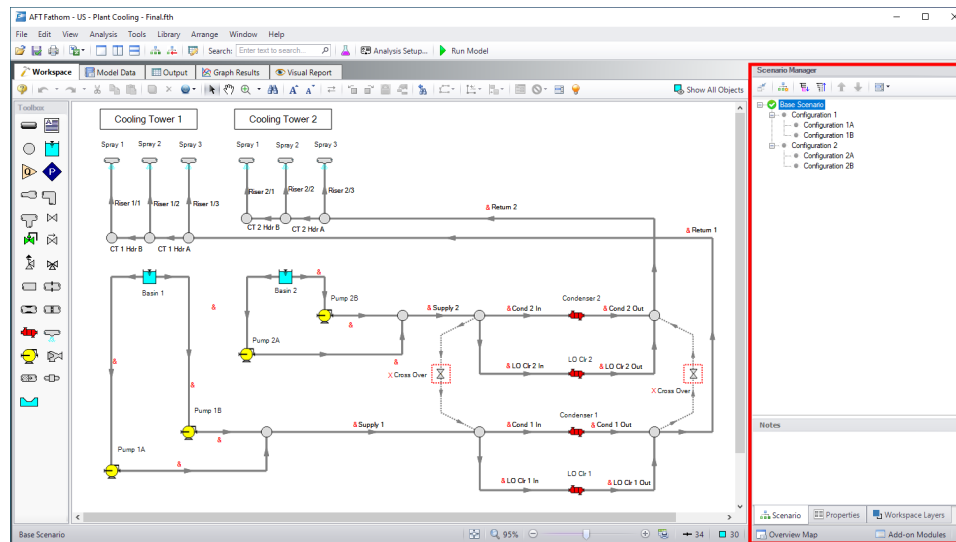 AFT Fathom - US - Plant Cooling - Final.fth
File Edit View Analysis Tools Library Arrange Window Help
Search: Enter text to search... Analysis Setup... Run Model
Workspace Model Data Output Graph Results Visual Report
Scenario Manager
Show All Objects
Toolbox
Base Scenario
Configuration 1
Configuration 1A
Configuration 1B
Configuration 2
Configuration 2A
Configuration 2B
Cooling Tower 1 Cooling Tower 2
Spray 1 Spray 2 Spray 3 Spray 1 Spray 2 Spray 3
Riser 2/1 Riser 2/2 Riser 2/3
Riser 1/1 Riser 1/2 Riser 1/3
& Return 2
CT 2 Hdr B CT 2 Hdr A
& Return 1
CT 1 Hdr B CT 1 Hdr A
&
Basin 1 Basin 2
Pump 2B
Condenser 2
& & Supply 2 & Cond 2 In & Cond 2 Out
&
Pump 2A
& &
LO Clr 2
& LO Clr 2 In & LO Clr 2 Out
X Cross Over
X Cross Over
Pump 1B
Condenser 1
& Supply 1 & Cond 1 In & Cond 1 Out
&
Pump 1A
&
LO Clr 1
& LO Clr 1 In & LO Clr 1 Out
Notes
Scenario Properties Workspace Layers
Base Scenario 95% 34 30 Overview Map Add-on Modules